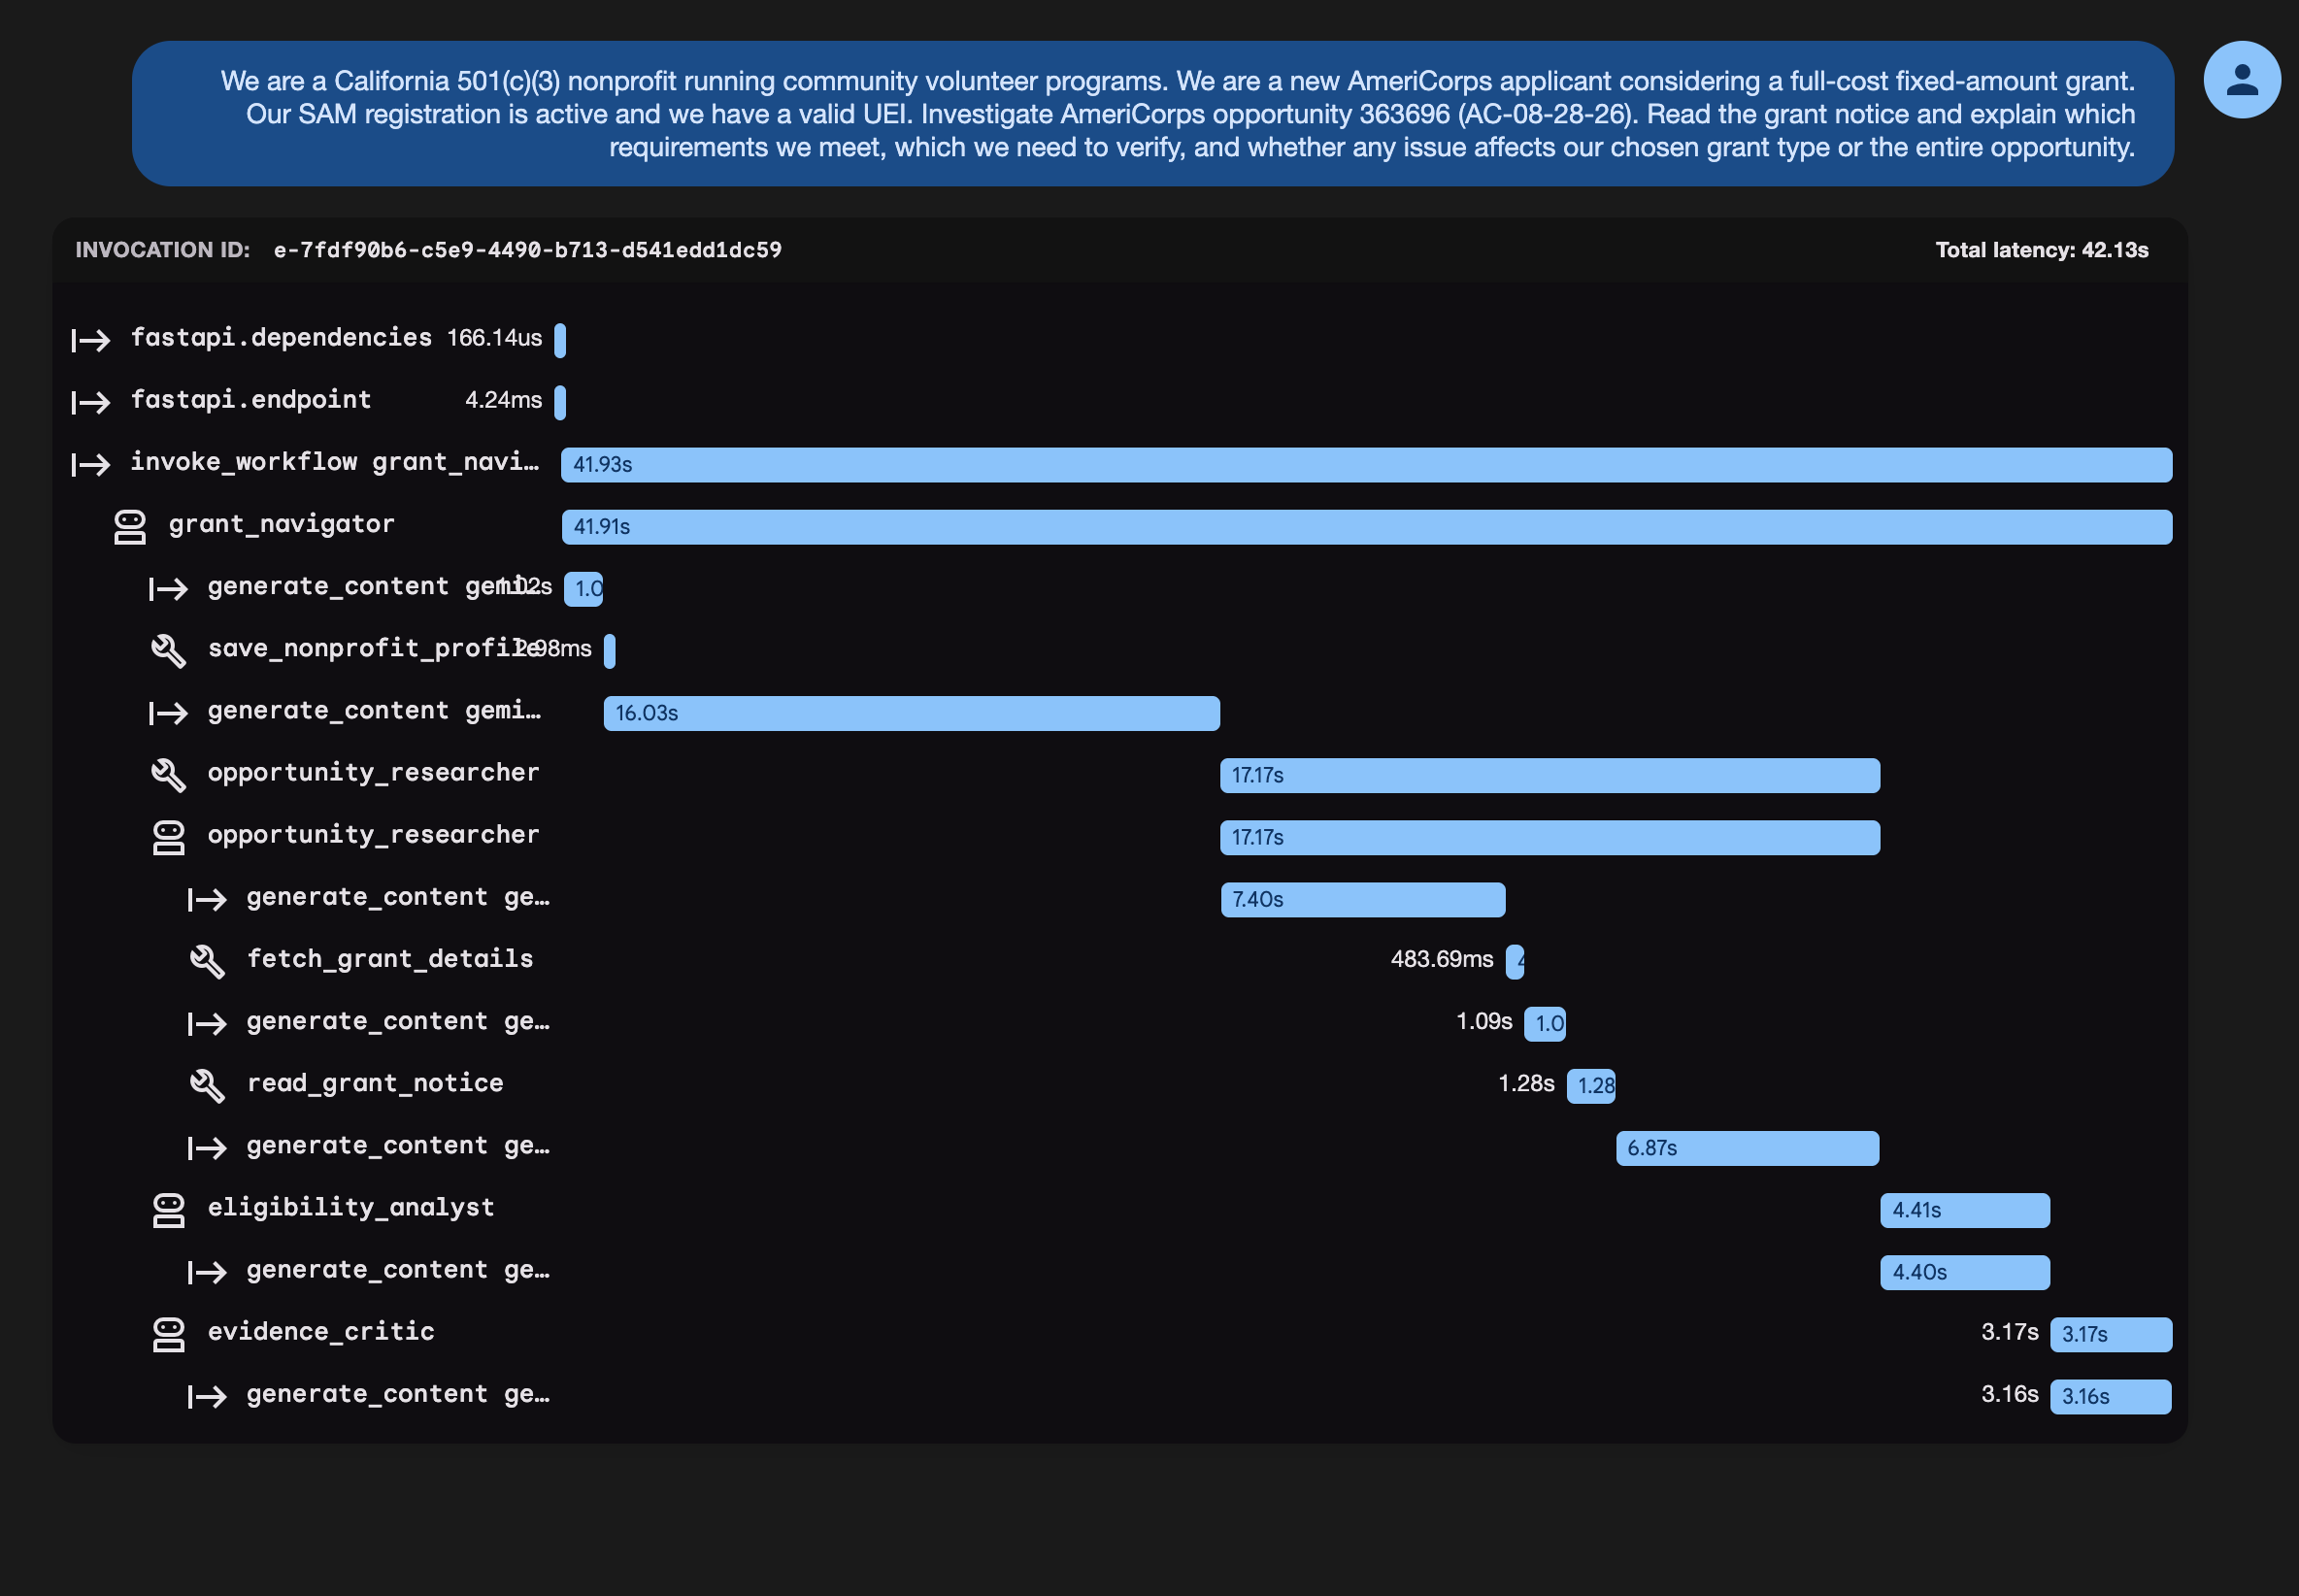 We are a California 501(c)(3) nonprofit running community volunteer programs. We are a new AmeriCorps applicant considering a full-cost fixed-amount grant.
Our SAM registration is active and we have a valid UEI. Investigate AmeriCorps opportunity 363696 (AC-08-28-26). Read the grant notice and explain which
requirements we meet, which we need to verify, and whether any issue affects our chosen grant type or the entire opportunity.
INVOCATION ID: e-7fdf90b6-c5e9-4490-b713-d541edd1dc59 Total latency: 42.13s
fastapi.dependencies 166.14us
fastapi.endpoint 4.24ms
invoke_workflow grant_navi… 41.93s
grant_navigator 41.91s
generate_content gemi… 1.02s 1.0
save_nonprofit_profile 2.98ms
generate_content gemi… 16.03s
opportunity_researcher 17.17s
opportunity_researcher 17.17s
generate_content ge… 7.40s
fetch_grant_details 483.69ms 4
generate_content ge… 1.09s 1.0
read_grant_notice 1.28s 1.28
generate_content ge… 6.87s
eligibility_analyst 4.41s
generate_content ge… 4.40s
evidence_critic 3.17s 3.17s
generate_content ge… 3.16s 3.16s